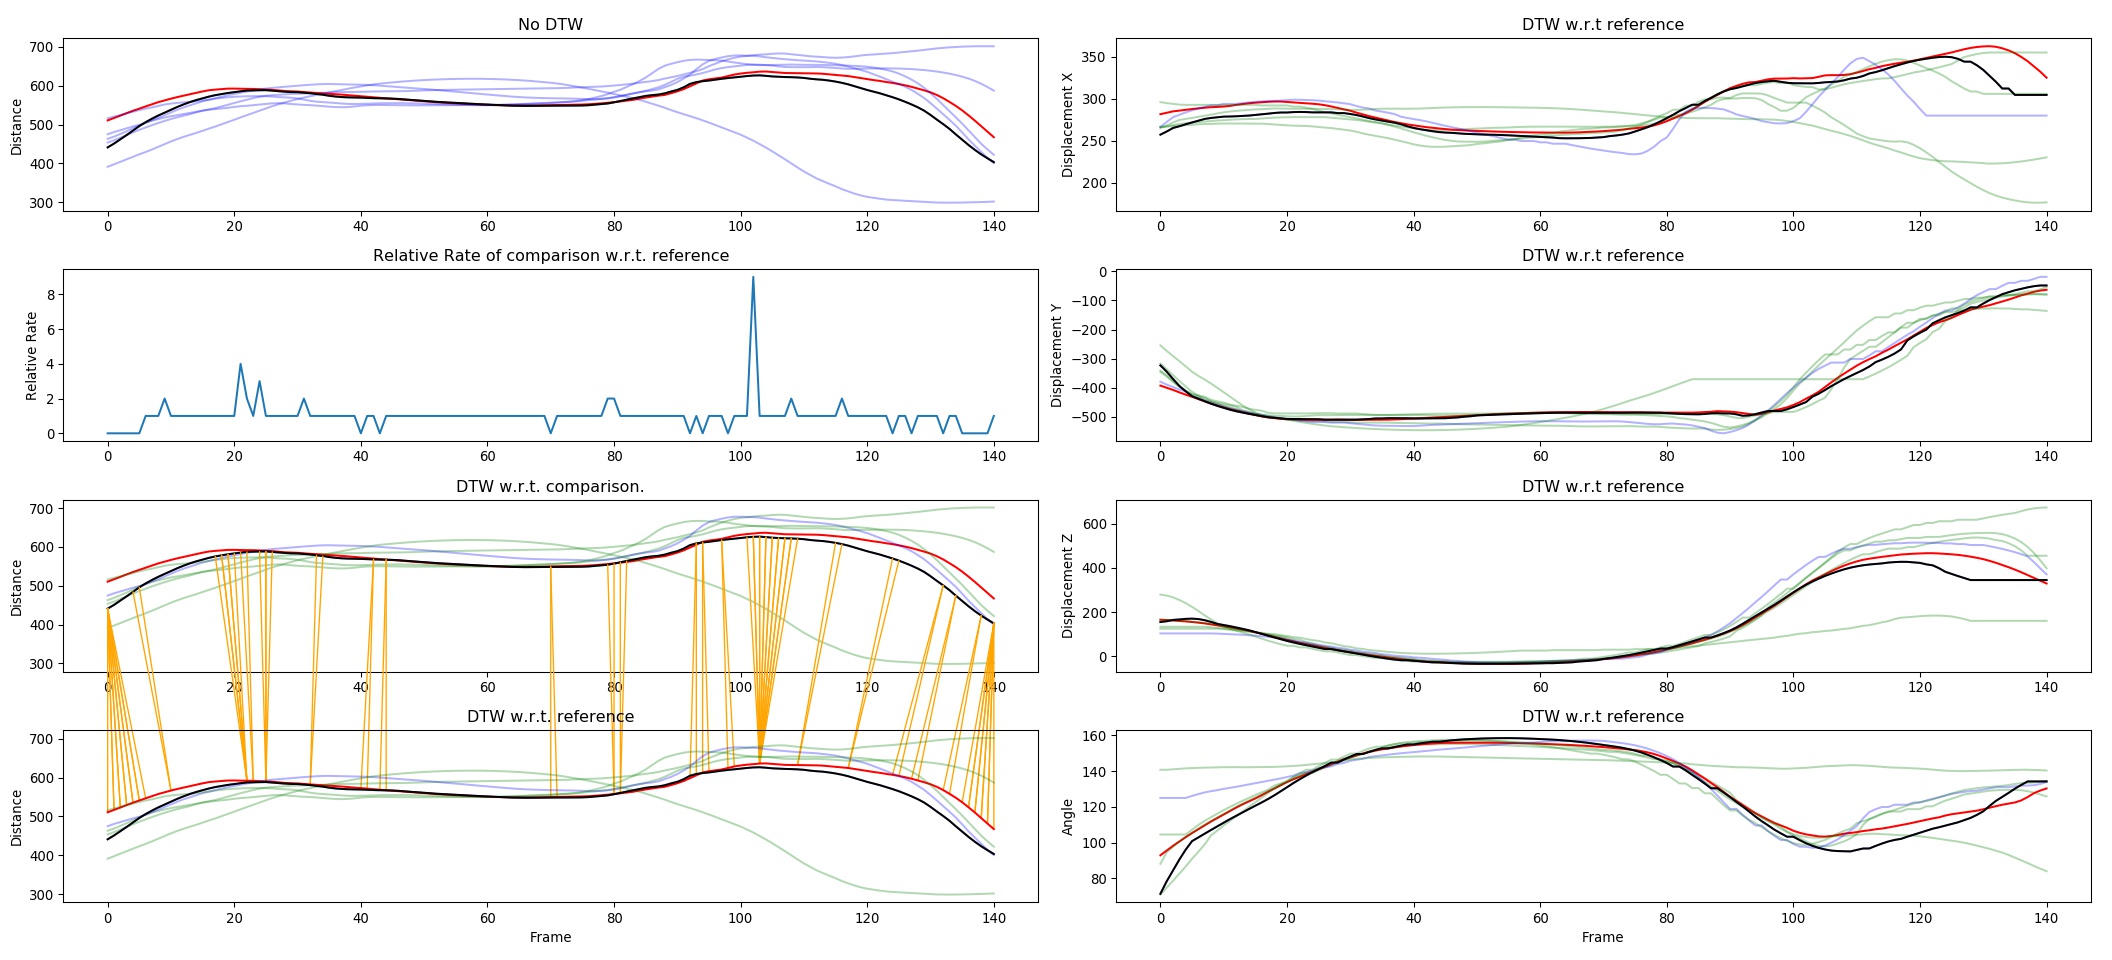 No DTW
Distance
700
600
500
400
300
0 20 40 60 80 100 120 140
DTW w.r.t reference
Displacement X
350
300
250
200
0 20 40 60 80 100 120 140
Relative Rate of comparison w.r.t. reference
Relative Rate
8
6
4
2
0
0 20 40 60 80 100 120 140
DTW w.r.t reference
Displacement Y
0
−100
−200
−300
−400
−500
0 20 40 60 80 100 120 140
DTW w.r.t. comparison.
Distance
700
600
500
400
300
0 20 40 60 80 100 120 140
DTW w.r.t reference
Displacement Z
600
400
200
0
0 20 40 60 80 100 120 140
DTW w.r.t. reference
Distance
700
600
500
400
300
0 20 40 60 80 100 120 140
Frame
DTW w.r.t reference
Angle
160
140
120
100
80
0 20 40 60 80 100 120 140
Frame